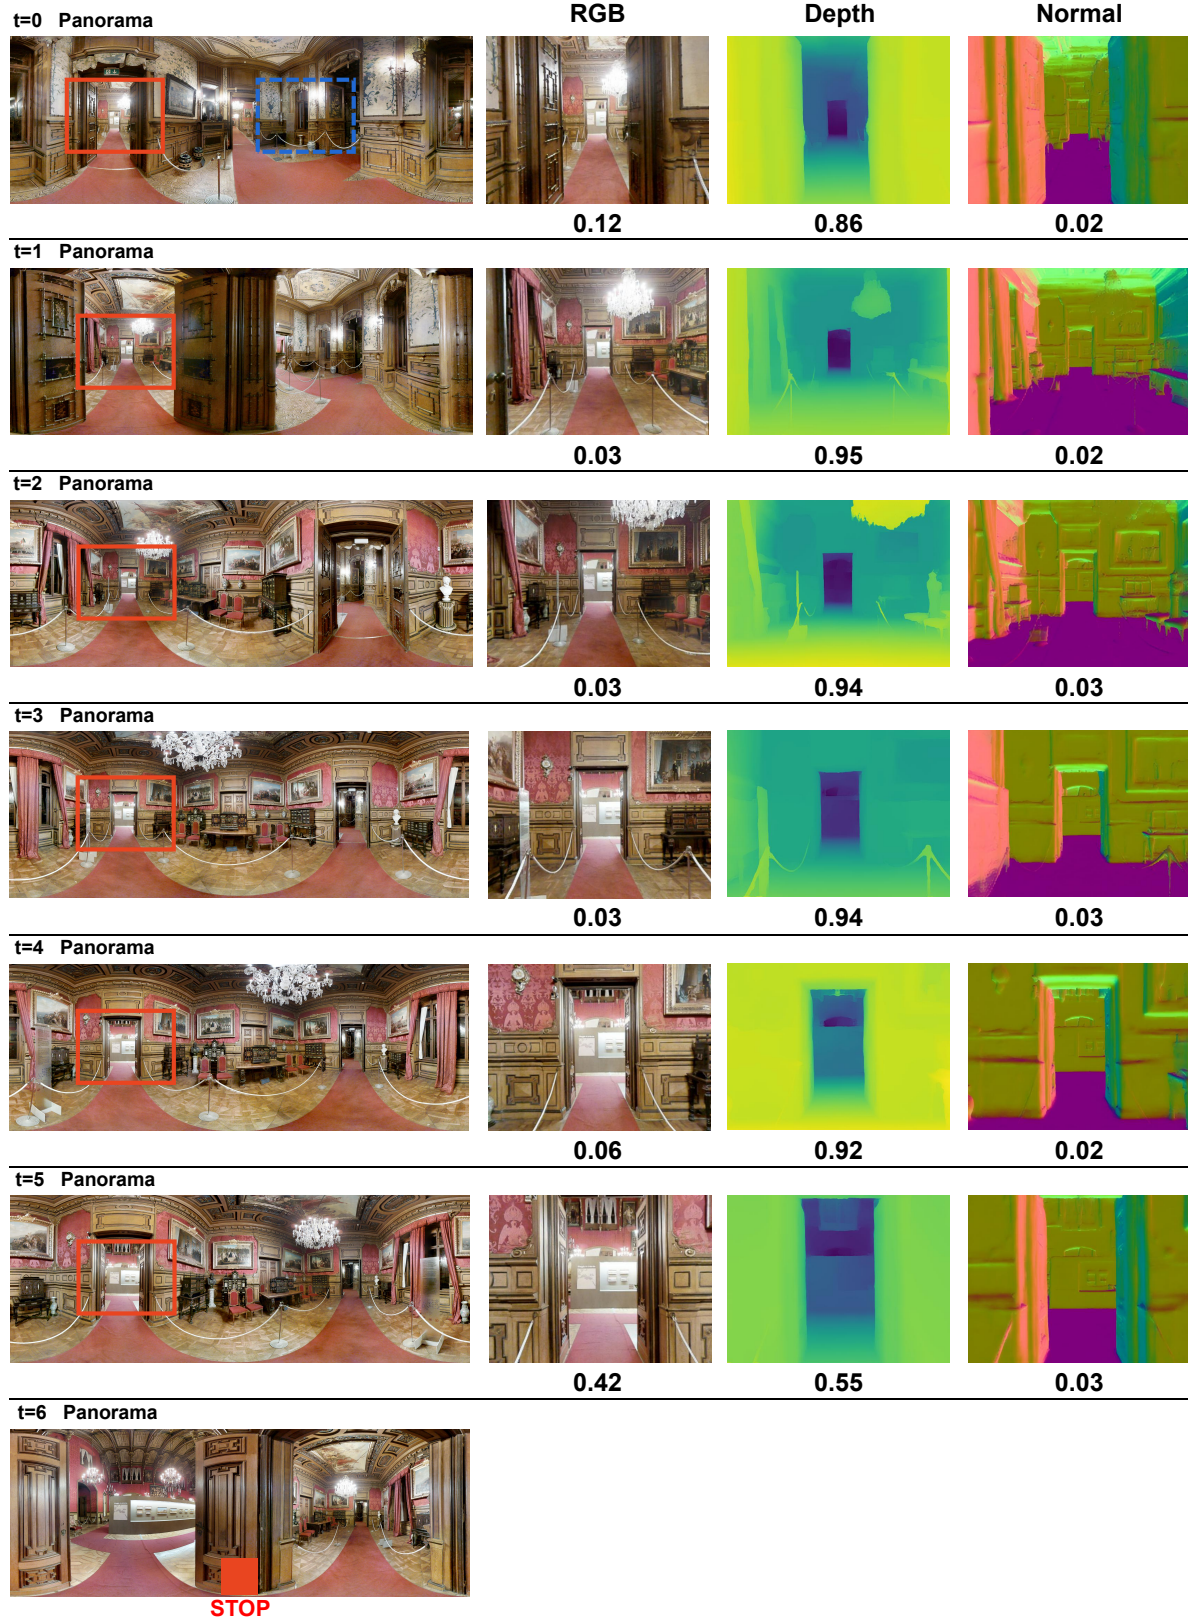 t=0 Panorama RGB Depth Normal
0.12 0.86 0.02
t=1 Panorama
0.03 0.95 0.02
t=2 Panorama
0.03 0.94 0.03
t=3 Panorama
0.03 0.94 0.03
t=4 Panorama
0.06 0.92 0.02
t=5 Panorama
0.42 0.55 0.03
t=6 Panorama
STOP